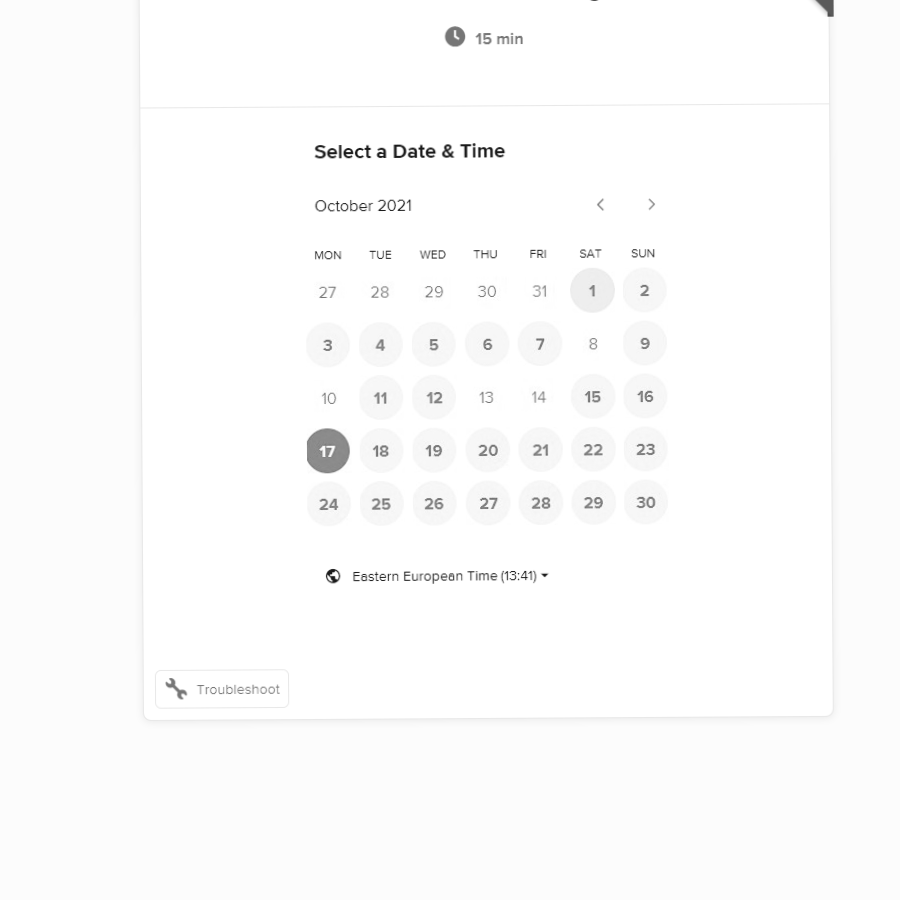 15 min
Select a Date & Time
October 2021
MON TUE WED THU FRI SAT SUN
27 28 29 30 31 1 2
3 4 5 6 7 8 9
10 11 12 13 14 15 16
17 18 19 20 21 22 23
24 25 26 27 28 29 30
Eastern European Time (13:41)
Troubleshoot